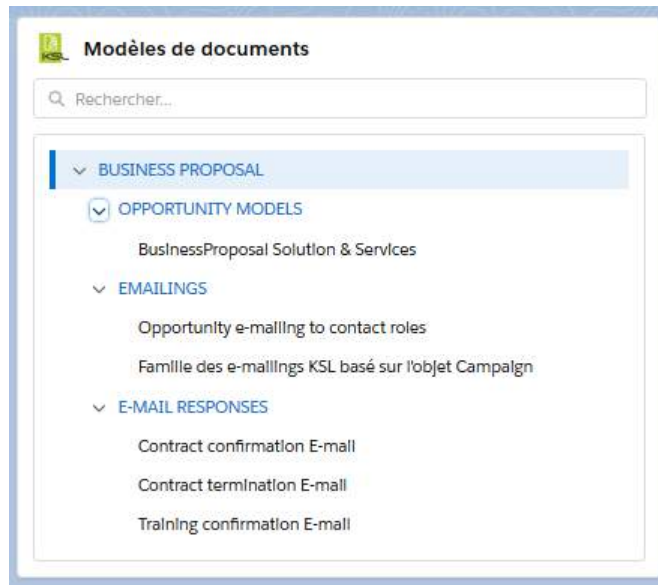 KSL
Modèles de documents
Rechercher...
BUSINESS PROPOSAL
OPPORTUNITY MODELS
BusinessProposal Solution & Services
EMAILINGS
Opportunity e-mailing to contact roles
Famille des e-mailings KSL basé sur l'objet Campaign
E-MAIL RESPONSES
Contract confirmation E-mail
Contract termination E-mail
Training confirmation E-mail